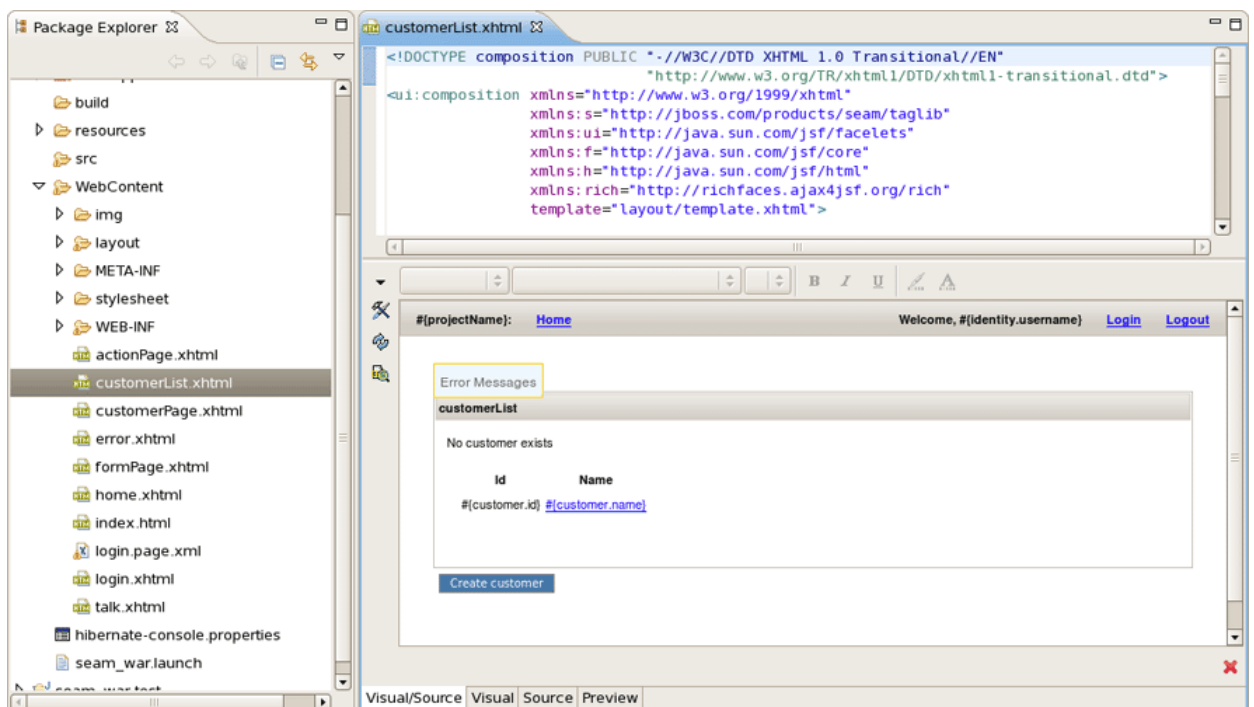 Package Explorer
build
resources
src
WebContent
img
layout
META-INF
stylesheet
WEB-INF
actionPage.xhtml
customerList.xhtml
customerPage.xhtml
error.xhtml
formPage.xhtml
home.xhtml
index.html
login.page.xml
login.xhtml
talk.xhtml
hibernate-console.properties
seam_war.launch
customerList.xhtml
<!DOCTYPE composition PUBLIC "-//W3C//DTD XHTML 1.0 Transitional//EN"
"http://www.w3.org/TR/xhtml1/DTD/xhtml1-transitional.dtd">
<ui:composition xmlns="http://www.w3.org/1999/xhtml"
xmlns:s="http://jboss.com/products/seam/taglib"
xmlns:ui="http://java.sun.com/jsf/facelets"
xmlns:f="http://java.sun.com/jsf/core"
xmlns:h="http://java.sun.com/jsf/html"
xmlns:rich="http://richfaces.ajax4jsf.org/rich"
template="layout/template.xhtml">
B I U A
#{projectName}: Home Welcome, #{identity.username} Login Logout
Error Messages
customerList
No customer exists
Id Name
#{customer.id} #{customer.name}
Create customer
Visual/Source Visual Source Preview